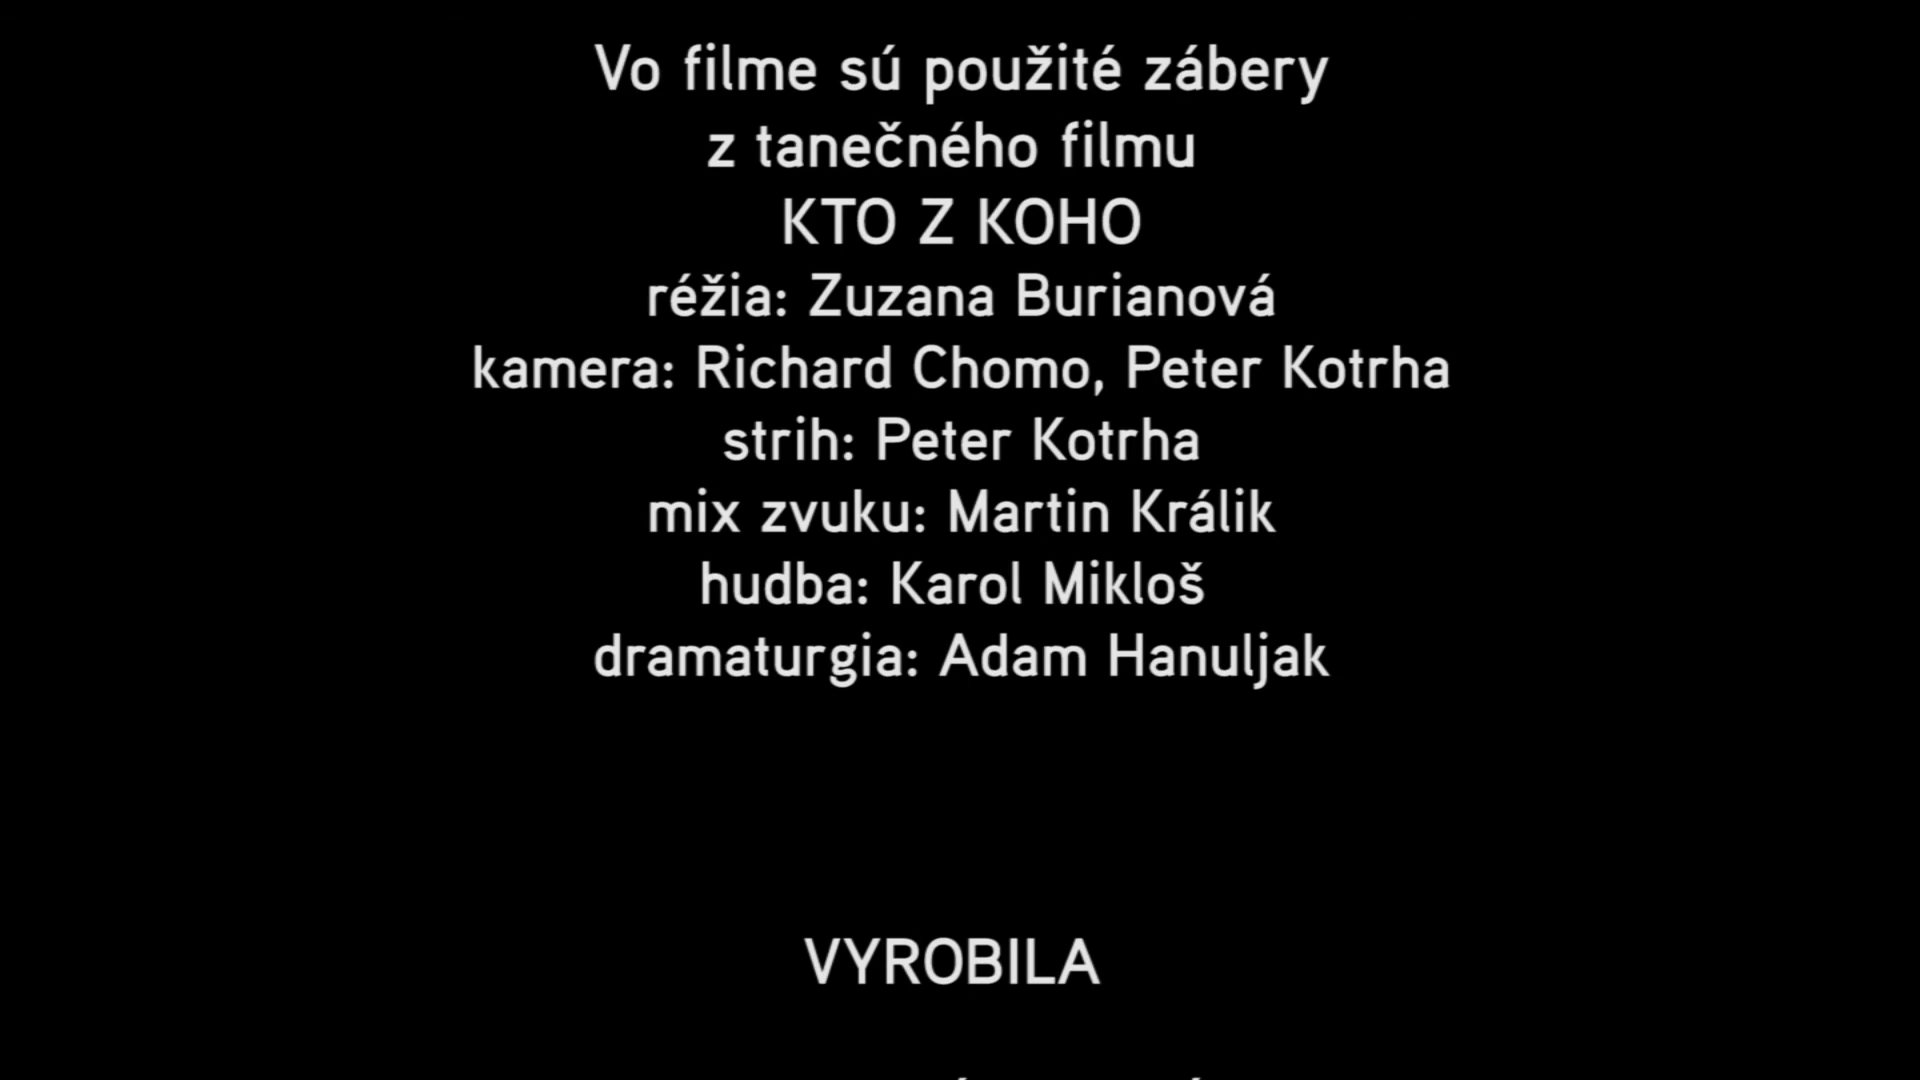 Vo filme sú použité zábery
z tanečného filmu
KTO Z KOHO
réžia: Zuzana Burianová
kamera: Richard Chomo, Peter Kotrha
strih: Peter Kotrha
mix zvuku: Martin Králik
hudba: Karol Mikloš
dramaturgia: Adam Hanuljak
VYROBILA